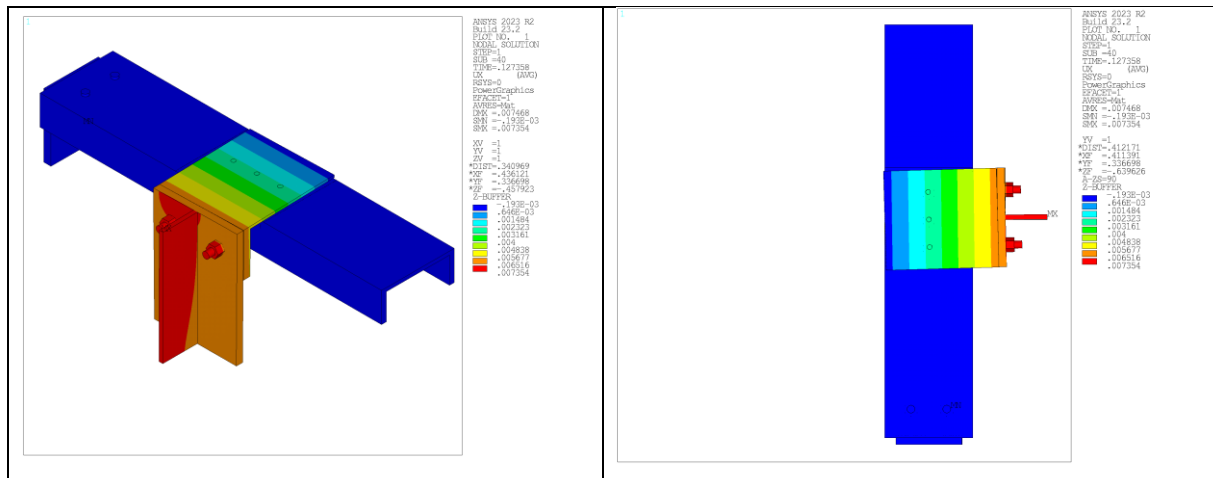 1
ANSYS 2023 R2
Build 23.2
PLOT NO. 1
NODAL SOLUTION
STEP=1
SUB =40
TIME=.127358
UX (AVG)
RSYS=0
PowerGraphics
EFACET=1
AVRES=Mat
DMX =.007468
SMN =-.193E-03
SMX =.007354
XV =1
YV =1
ZV =1
*DIST=.340969
*XF =.436121
*YF =.336698
*ZF =-.457923
Z-BUFFER
-.193E-03
.646E-03
.001484
.002323
.003161
.004
.004838
.005677
.006516
.007354
1
ANSYS 2023 R2
Build 23.2
PLOT NO. 1
NODAL SOLUTION
STEP=1
SUB =40
TIME=.127358
UX (AVG)
RSYS=0
PowerGraphics
EFACET=1
AVRES=Mat
DMX =.007468
SMN =-.193E-03
SMX =.007354
YV =1
*DIST=.412171
*XF =.411391
*YF =.336698
*ZF =-.639626
A-ZS=90
Z-BUFFER
-.193E-03
.646E-03
.001484
.002323
.003161
.004
.004838
.005677
.006516
.007354
MX